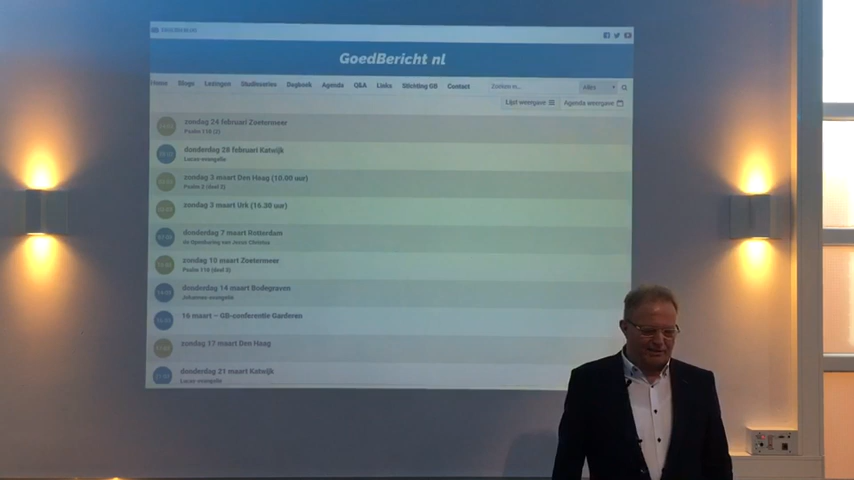 GoedBericht nl
Home Blogs Lezingen Studieseries Dagboek Agenda Q&A Links Stichting GB Contact Zoeken n... Alles
Lijst weergave Agenda weergave
zondag 24 februari Zoetermeer
Psalm 118 (2)
donderdag 28 februari Katwijk
Lucas-evangelie
zondag 3 maart Den Haag (10.00 uur)
Psalm 2 (deel 2)
zondag 3 maart Urk (16.30 uur)
donderdag 7 maart Rotterdam
de Openbaring van Jezus Christus
zondag 10 maart Zoetermeer
Psalm 118 (deel 3)
donderdag 14 maart Bodegraven
Johannes-evangelie
16 maart – GB-conferentie Garderen
zondag 17 maart Den Haag
donderdag 21 maart Katwijk
Lucas-evangelie